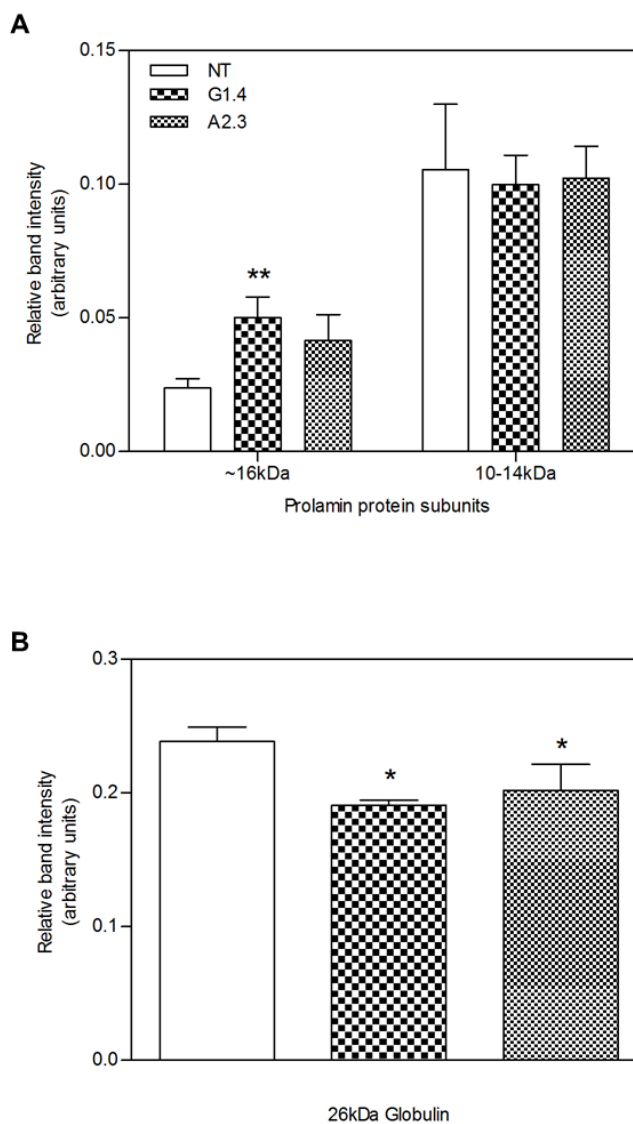 A
Relative band intensity
(arbitrary units)
0.15
0.10
0.05
0.00
NT
G1.4
A2.3
**
~16kDa
10-14kDa
Prolamin protein subunits
B
Relative band intensity
(arbitrary units)
0.3
0.2
0.1
0.0
*
*
26kDa Globulin